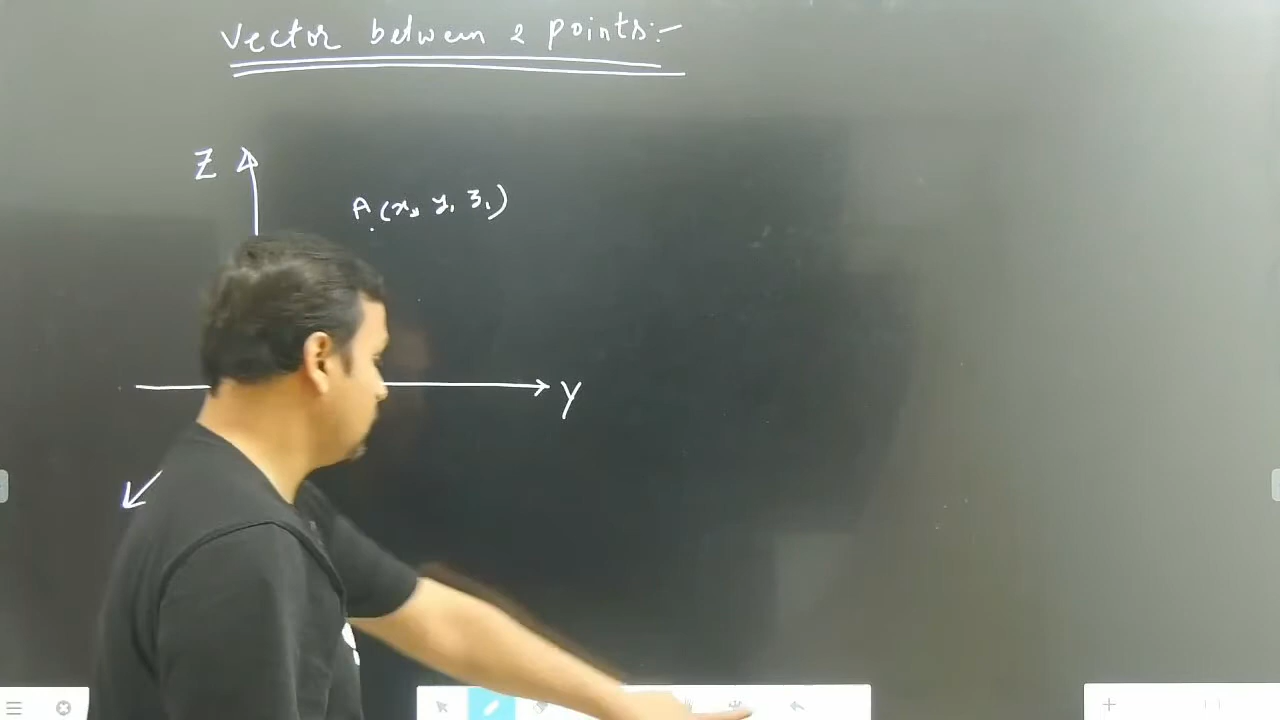 Vector between 2 points:-
Z
A(x₁, y₁ z₁)
Y